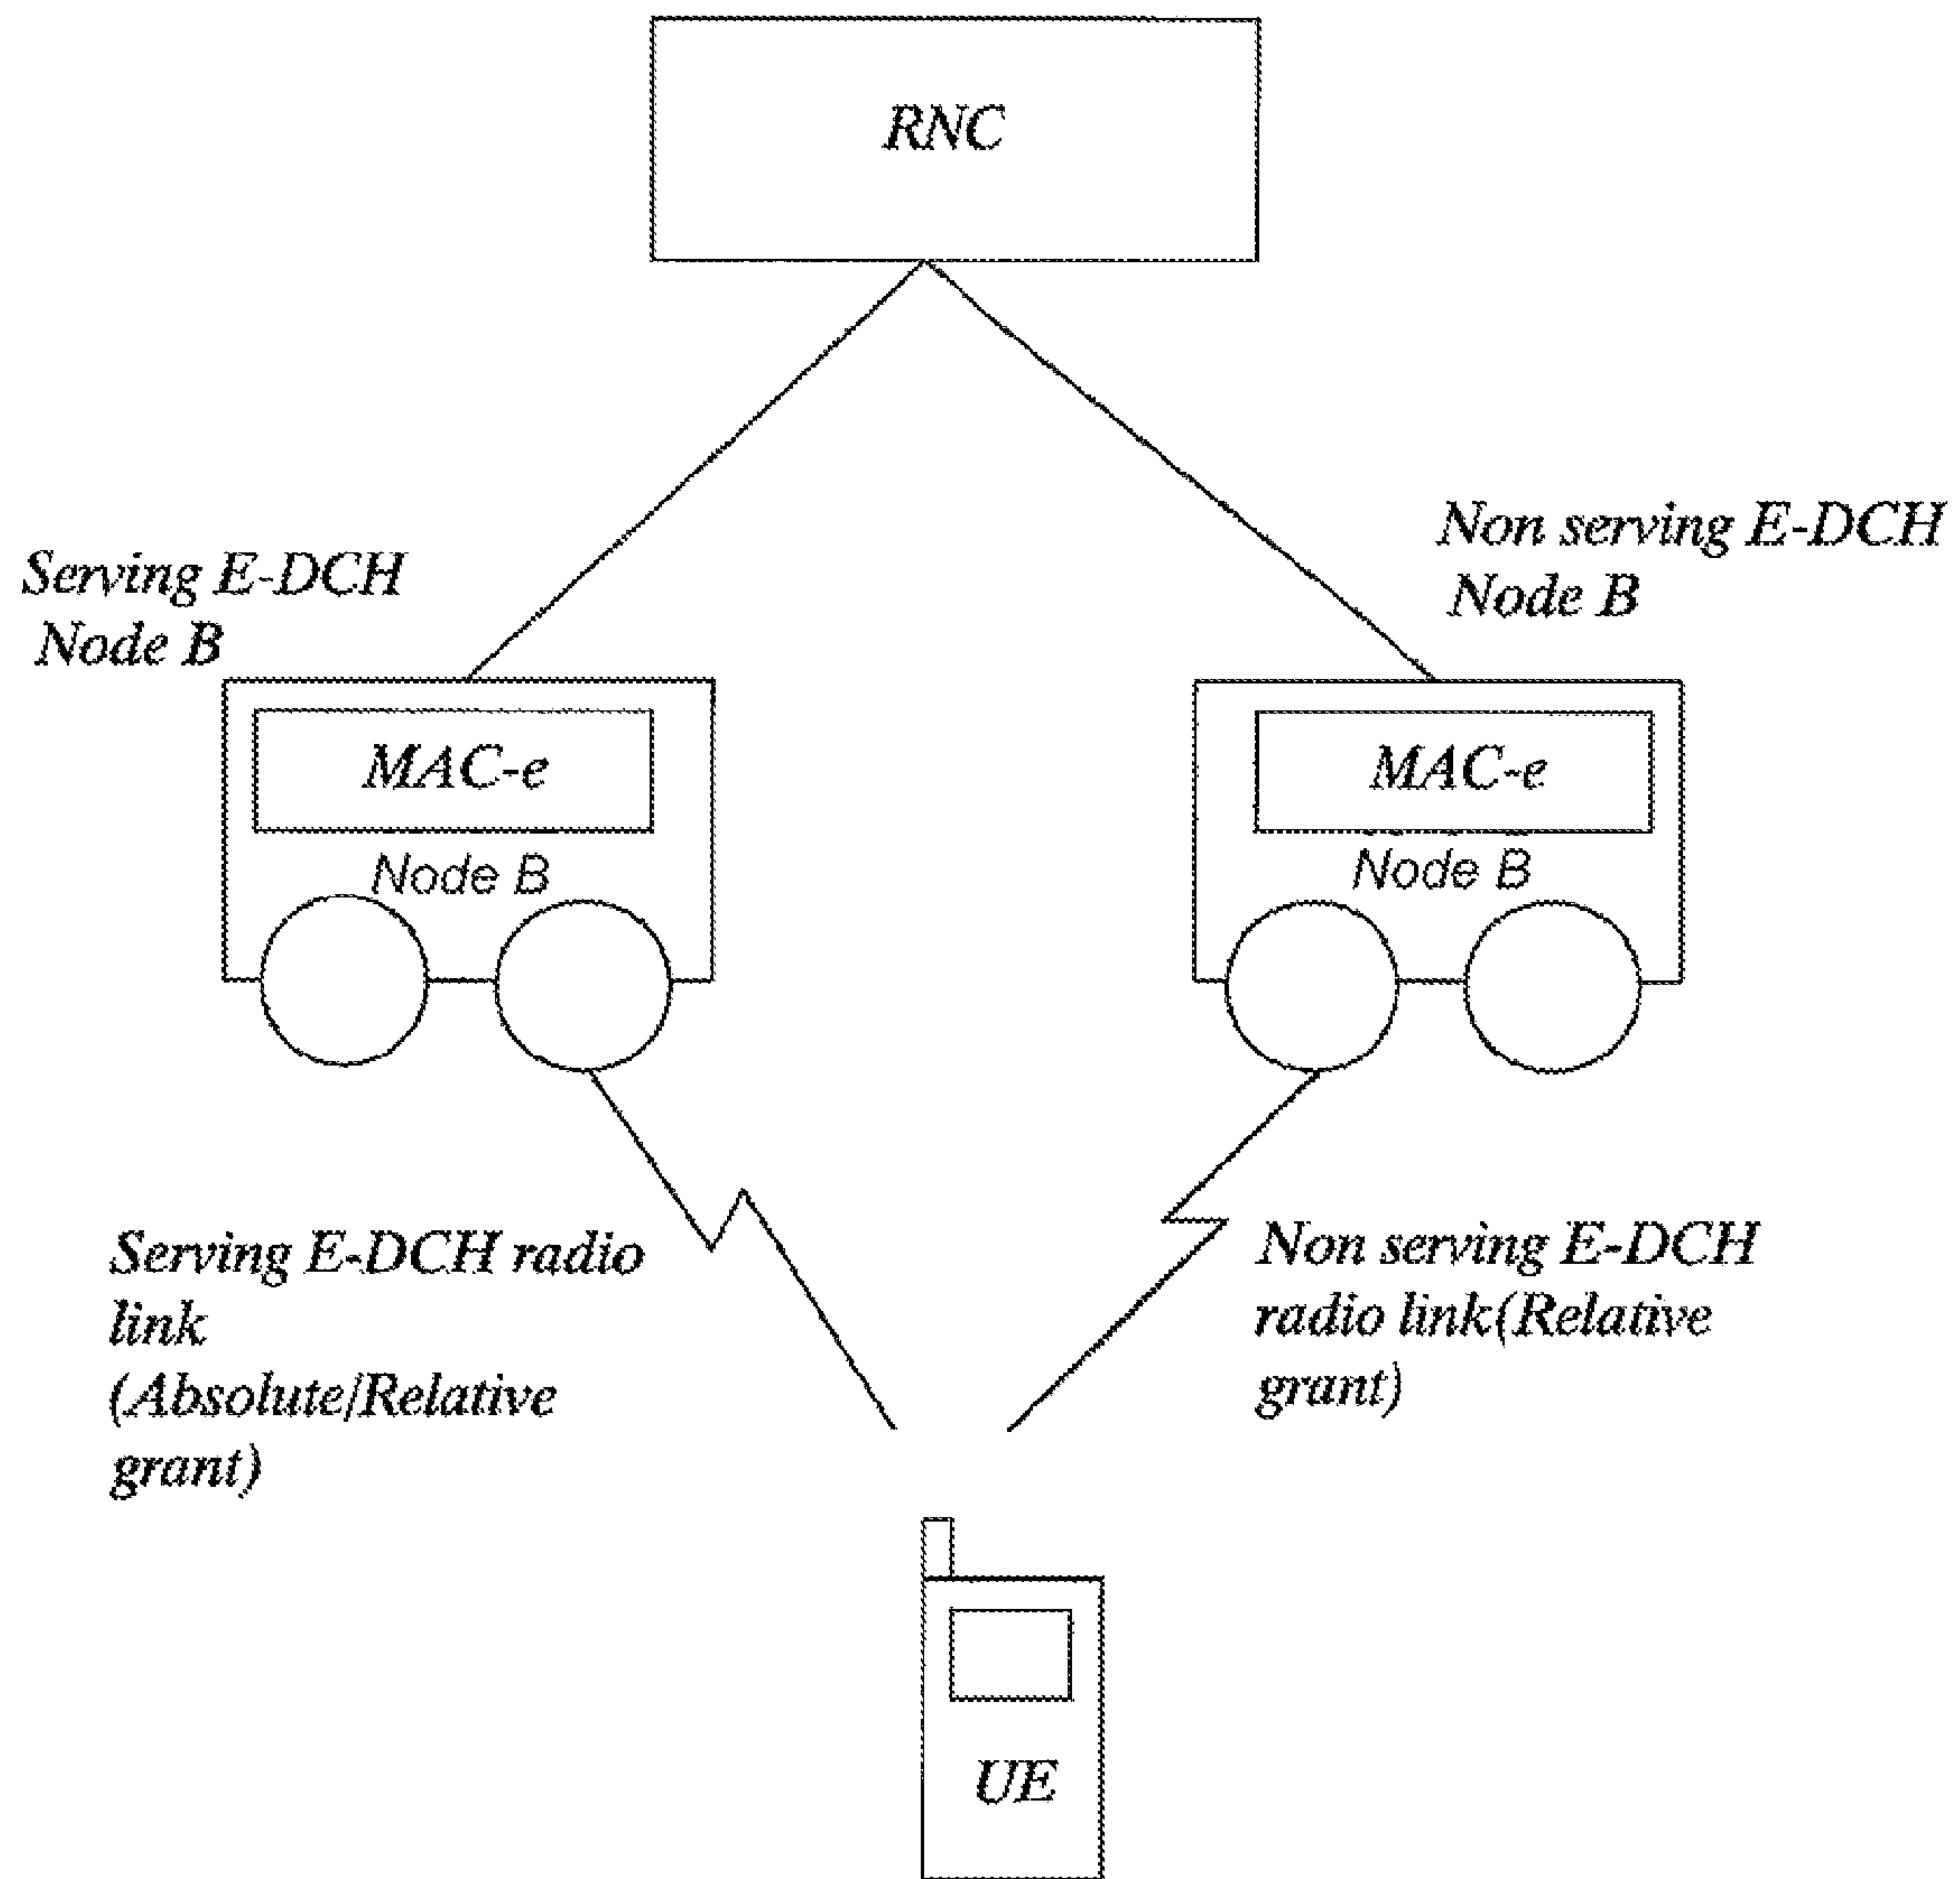 RNC
Serving E-DCH
Node B
Non serving E-DCH
Node B
MAC-e
Node B
MAC-e
Node B
Serving E-DCH radio
link
(Absolute/Relative
grant)
Non serving E-DCH
radio link(Relative
grant)
UE